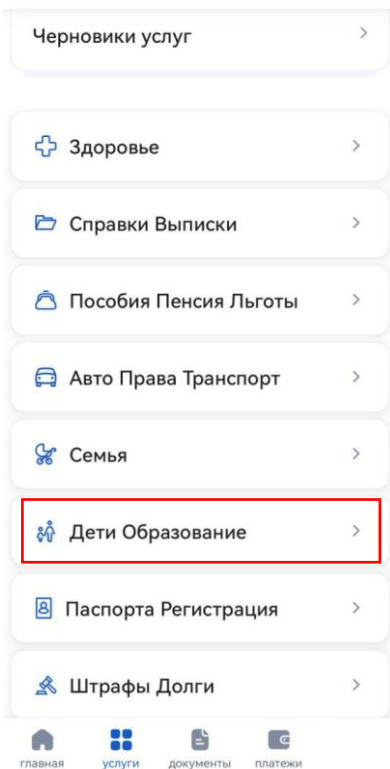 Черновики услуг
Здоровье
Справки Выписки
Пособия Пенсия Льготы
Авто Права Транспорт
Семья
Дети Образование
Паспорта Регистрация
Штрафы Долги
главная услуги документы платежи